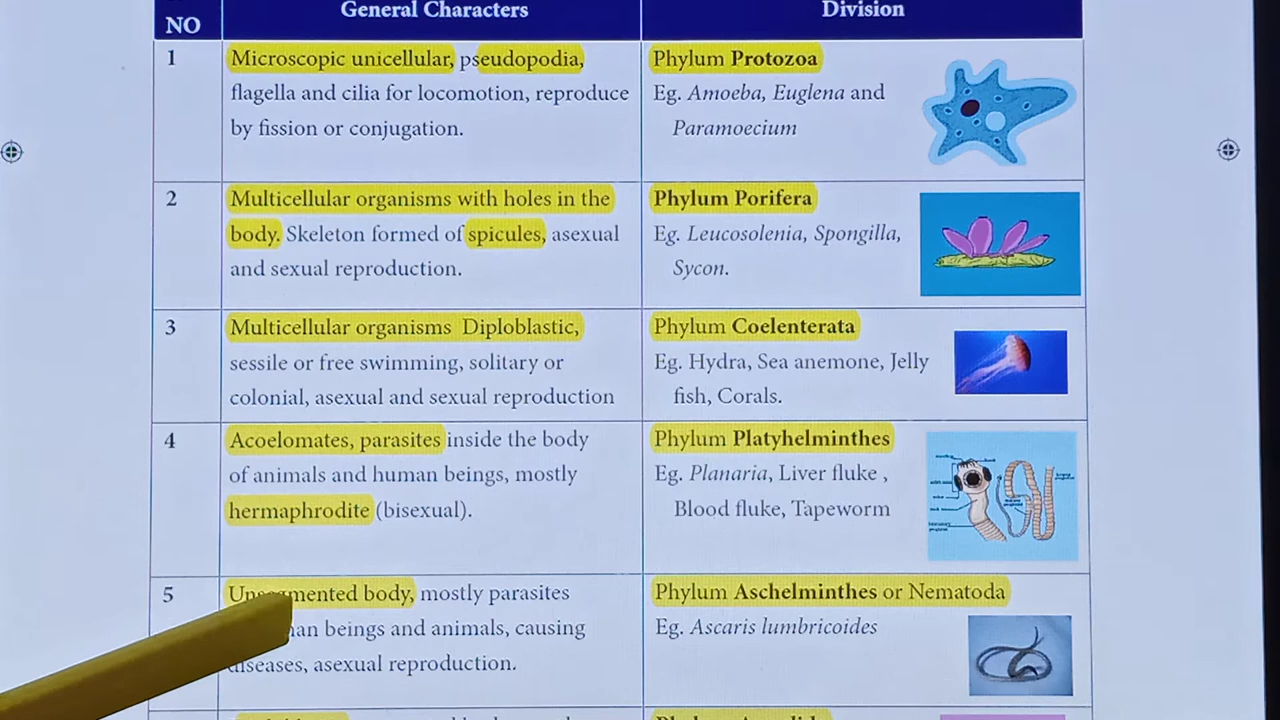 General Characters
Division
NO
1
Microscopic unicellular, pseudopodia,
flagella and cilia for locomotion, reproduce
by fission or conjugation.
Phylum Protozoa
Eg. Amoeba, Euglena and
Paramoecium
2
Multicellular organisms with holes in the
body. Skeleton formed of spicules, asexual
and sexual reproduction.
Phylum Porifera
Eg. Leucosolenia, Spongilla,
Sycon.
3
Multicellular organisms Diploblastic,
sessile or free swimming, solitary or
colonial, asexual and sexual reproduction
Phylum Coelenterata
Eg. Hydra, Sea anemone, Jelly
fish, Corals.
4
Acoelomates, parasites inside the body
of animals and human beings, mostly
hermaphrodite (bisexual).
Phylum Platyhelminthes
Eg. Planaria, Liver fluke ,
Blood fluke, Tapeworm
5
body, mostly parasites
beings and animals, causing
diseases, asexual reproduction.
Phylum Aschelminthes or Nematoda
Eg. Ascaris lumbricoides